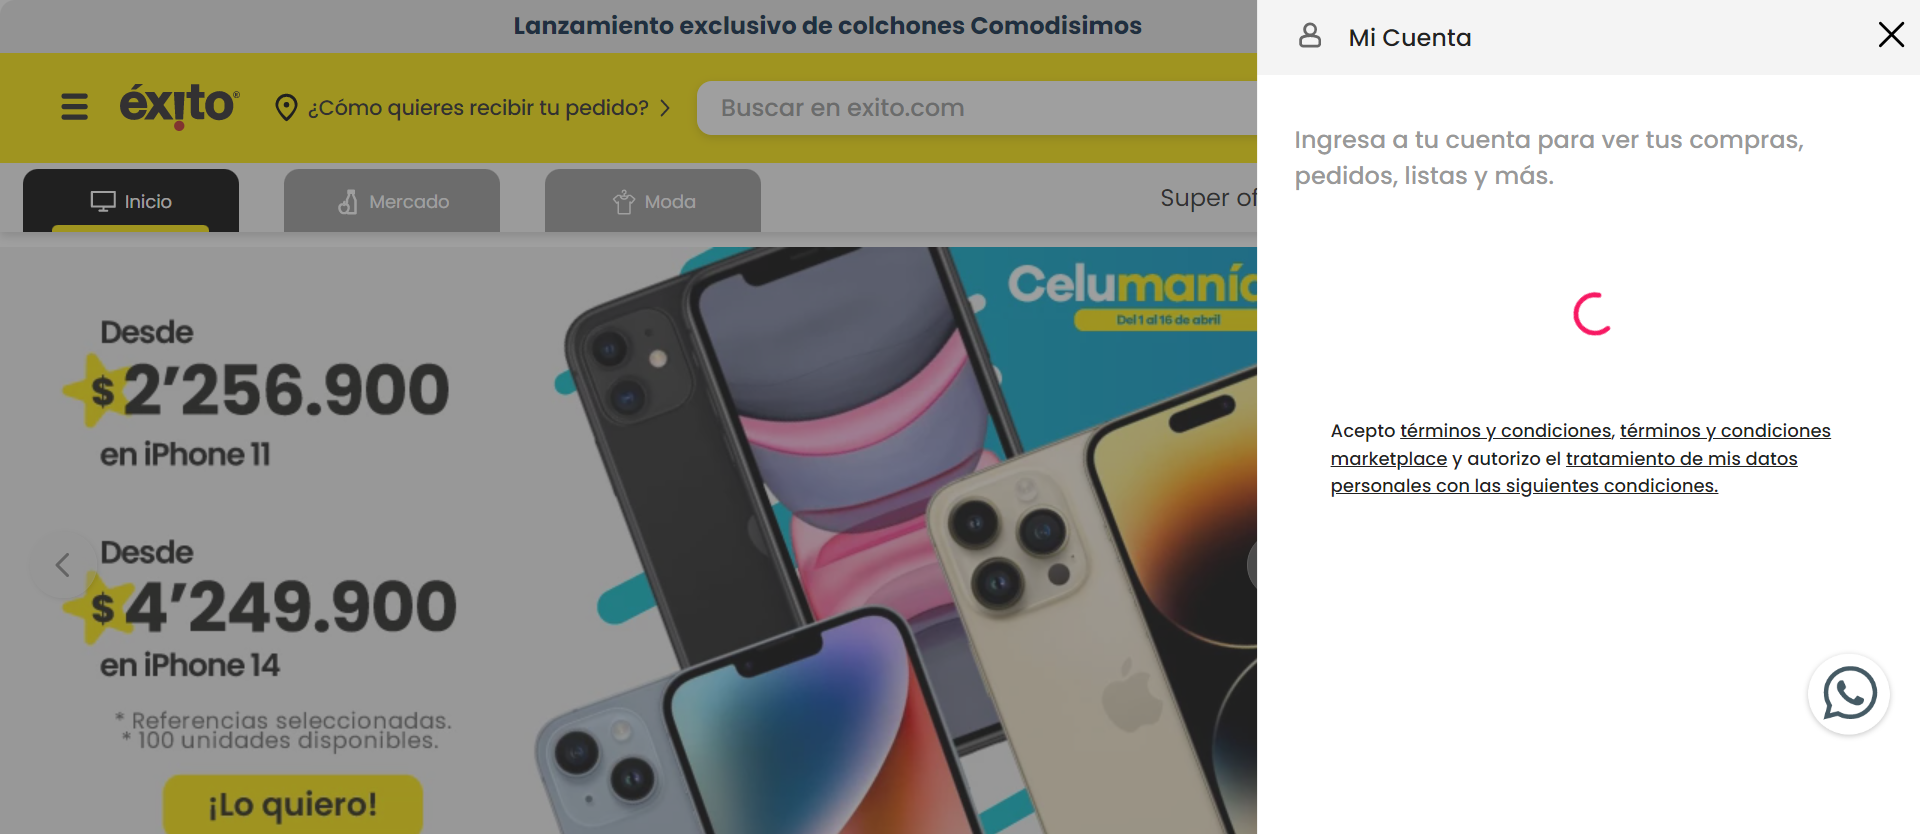 Lanzamiento exclusivo de colchones Comodisimos
éxito®
¿Cómo quieres recibir tu pedido?
Buscar en exito.com
Inicio
Mercado
Moda
Super of
Desde
$2'256.900
en iPhone 11
Desde
$4'249.900
en iPhone 14
* Referencias seleccionadas.
* 100 unidades disponibles.
¡Lo quiero!
Celumanía
Del 1 al 16 de abril
Mi Cuenta
Ingresa a tu cuenta para ver tus compras,
pedidos, listas y más.
Acepto términos y condiciones, términos y condiciones
marketplace y autorizo el tratamiento de mis datos
personales con las siguientes condiciones.